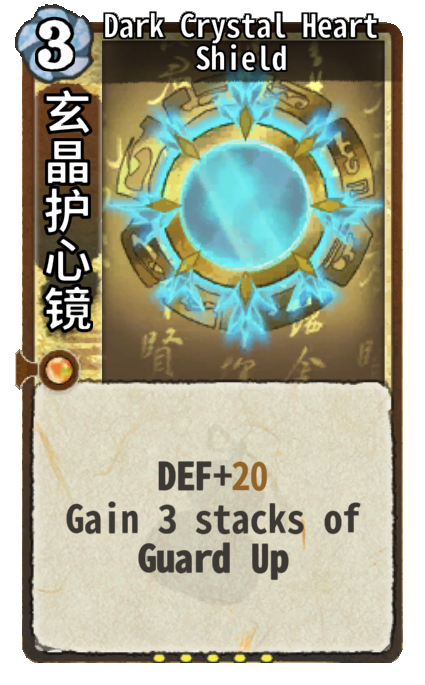 3
Dark Crystal Heart
Shield
玄晶护心镜
DEF+20
Gain 3 stacks of
Guard Up